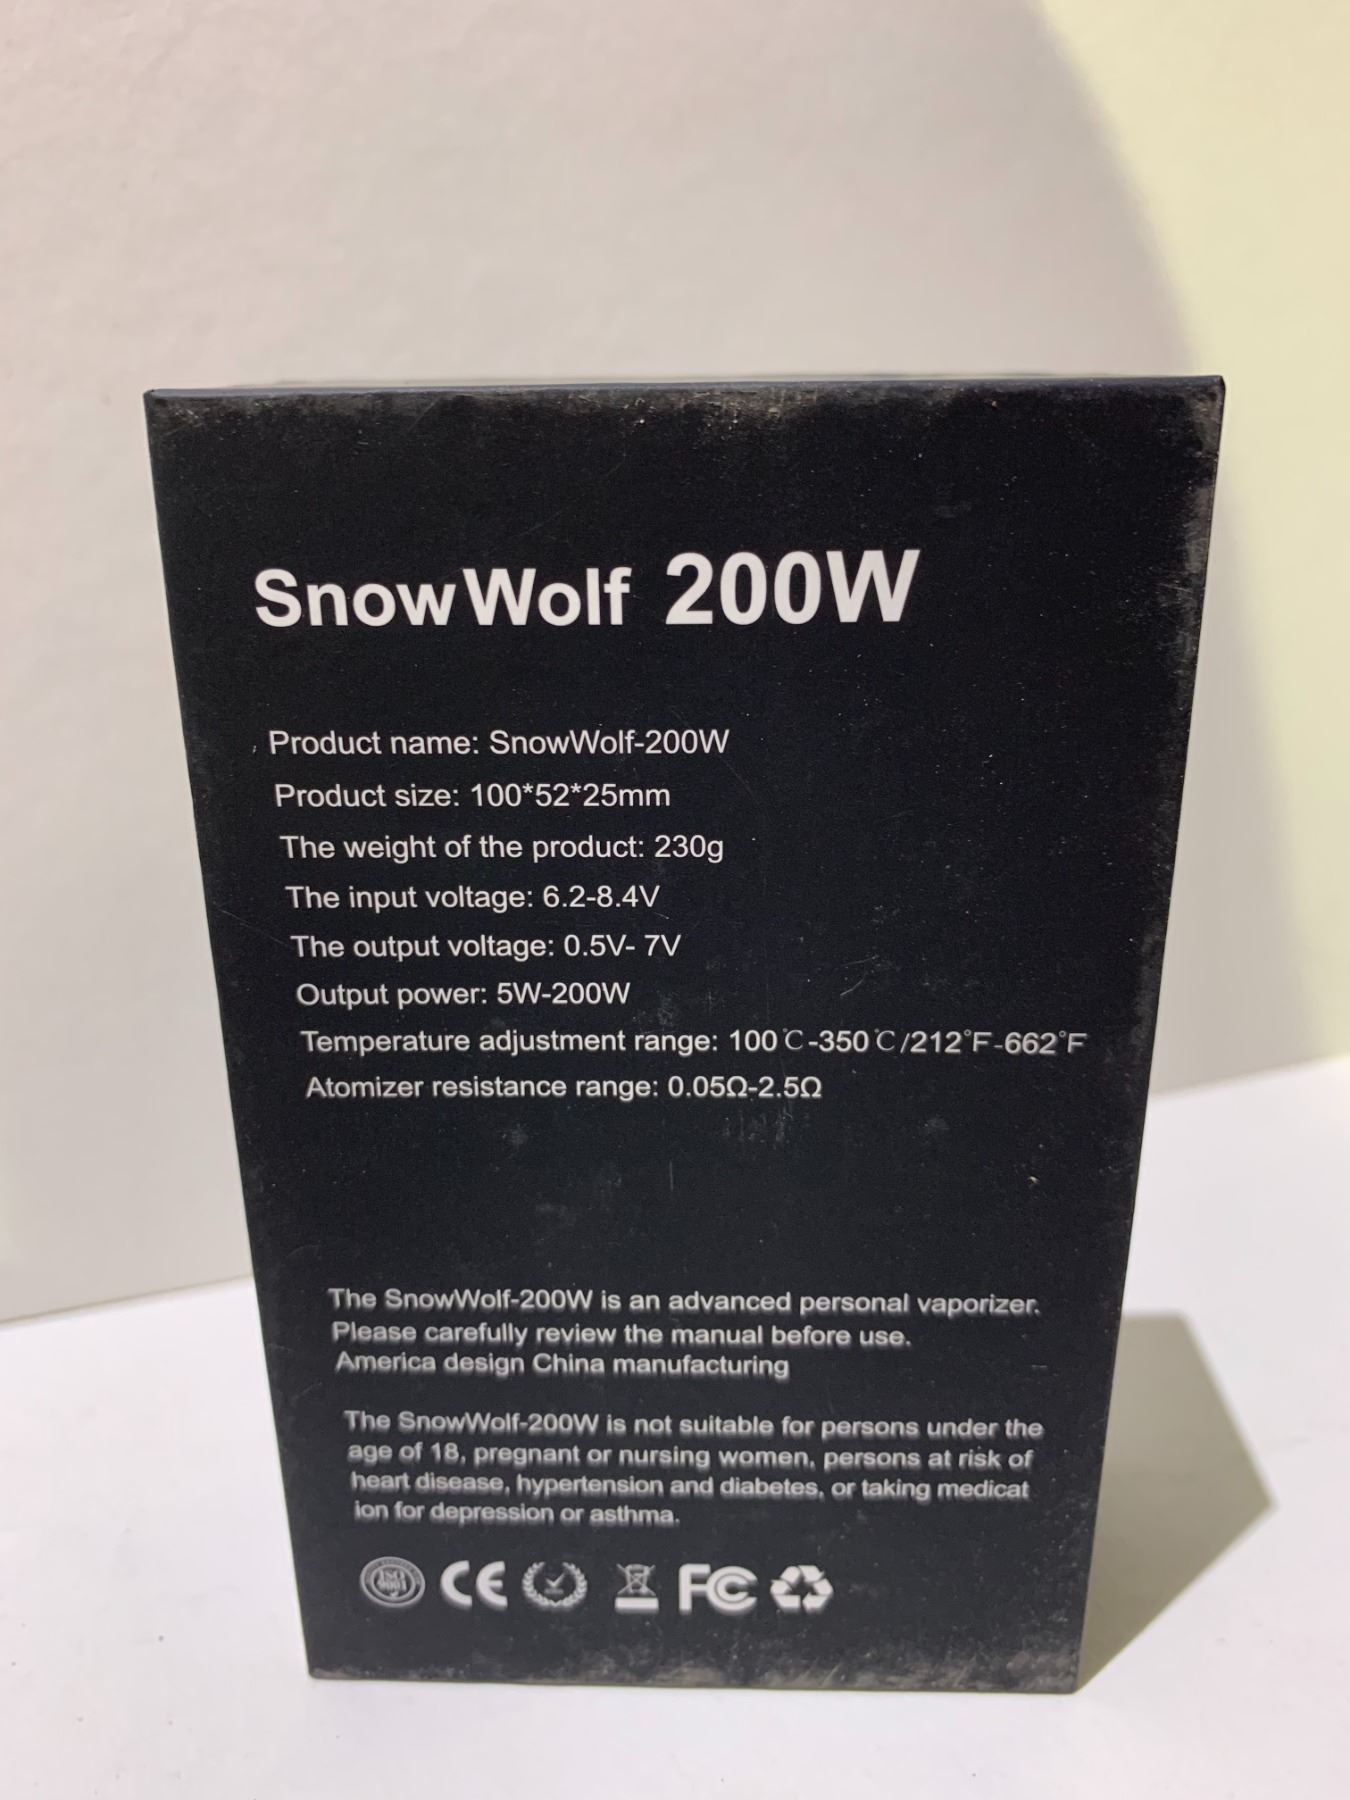 SnowWolf 200W
Product name: SnowWolf-200W
Product size: 100*52*25mm
The weight of the product: 230g
The input voltage: 6.2-8.4V
The output voltage: 0.5V- 7V
Output power: 5W-200W
Temperature adjustment range: 100℃-350℃/212°F-662°F
Atomizer resistance range: 0.05Ω-2.5Ω
The SnowWolf-200W is an advanced personal vaporizer.
Please carefully review the manual before use.
America design China manufacturing
The SnowWolf-200W is not suitable for persons under the
age of 18, pregnant or nursing women, persons at risk of
heart disease, hypertension and diabetes, or taking medicat
ion for depression or asthma.
ISO 9001 CE FC